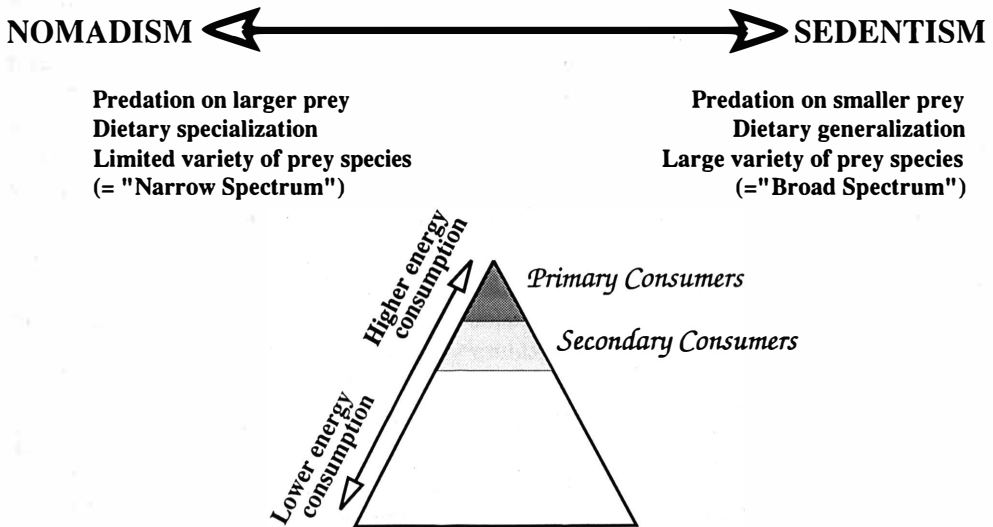 NOMADISM SEDENTISM
Predation on larger prey
Dietary specialization
Limited variety of prey species
(= "Narrow Spectrum")
Predation on smaller prey
Dietary generalization
Large variety of prey species
(="Broad Spectrum")
Higher energy
consumption
Primary Consumers
Secondary Consumers
Lower energy
consumption